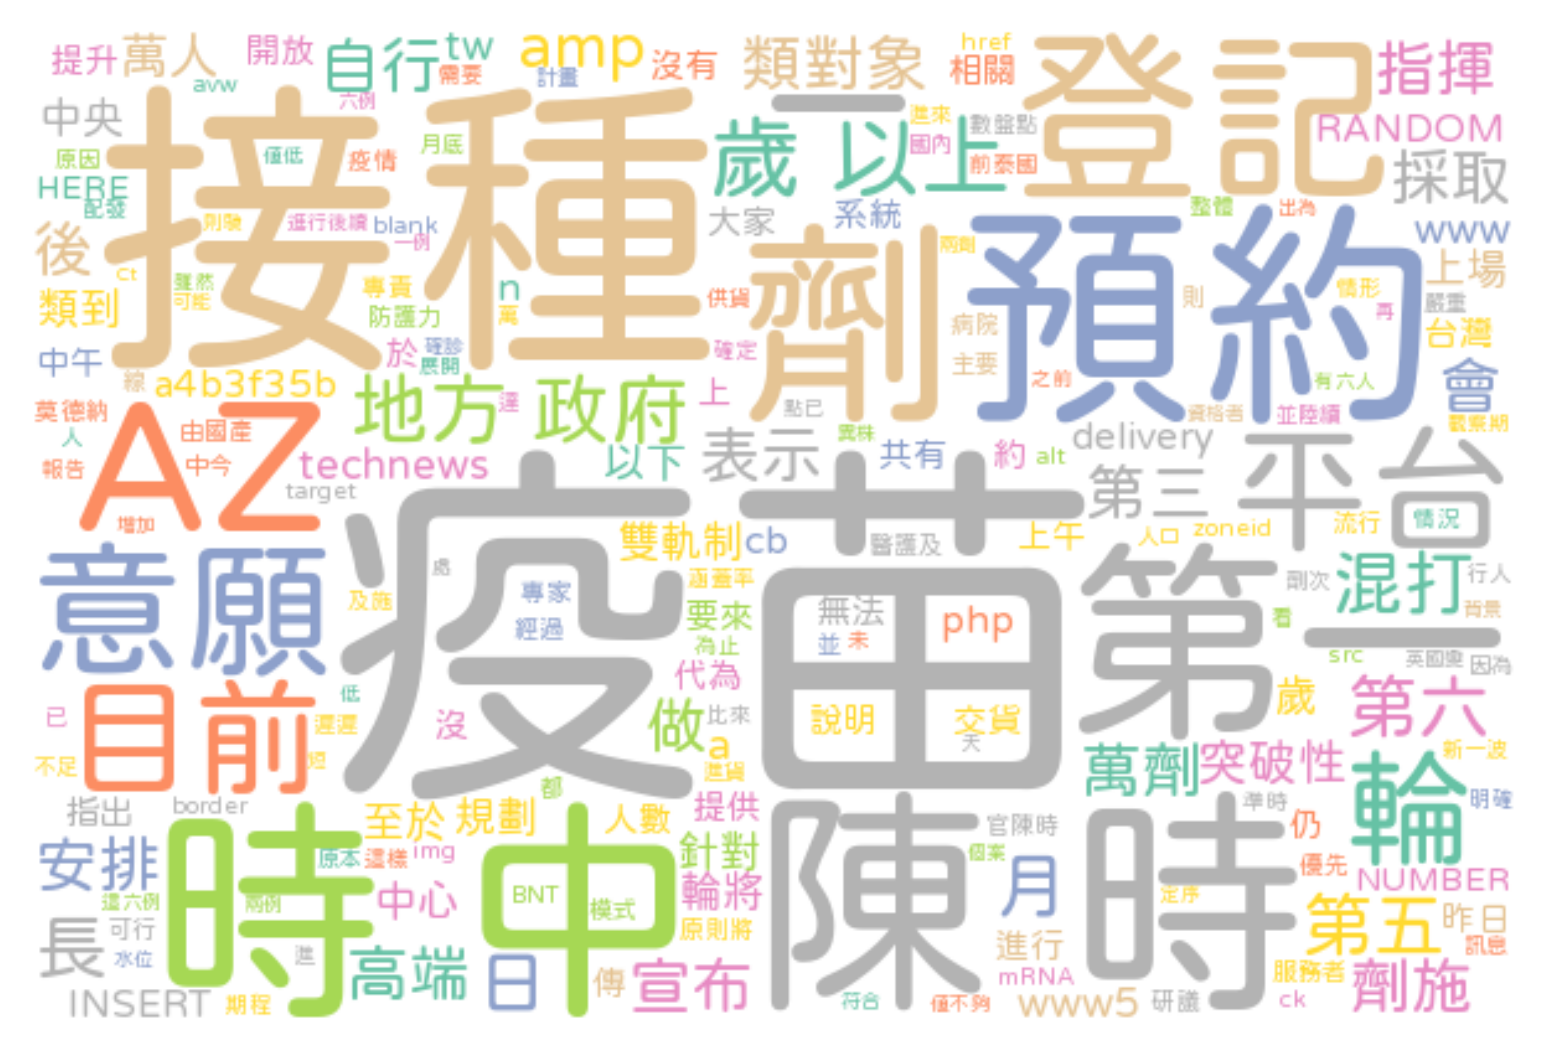 提升
萬人
開放
自行
tw
amp
沒有
類對象
href
相關
登記
指揮
avw
需要
計畫
六例
中央
接種
一
進來
數盤點
RANDOM
原因
僅低
疫情
月底
歲 以上
國內
前泰國
採取
HERE
配發
進行後續
blank
一例
大家
系統
整體
出為
www
後
劑
兩劑
預約
上場
Ct
雖然
可能
專責
n
萬
供貨
則
情形
再
嚴重
類到
防護力
病院
台灣
中午
於
確診
展開
確定
主要
之前
有六人
會
線
a4b3f35b
地方 政府
達
上
點已
資格者
並陸續
觀察期
莫德納
人
AZ
由國產
表示
異株
共有
約
alt
delivery
平台
報告
中今
technews
以下
第三
target
增加
疫苗
雙軌制
cb
醫護及
上午
人口
zoneid
流行
情況
意願
處
專家
經過
及施
涵蓋率
要來
為止
無法
並
未
php
第一
劑次
混打
行人
背景
看
src
英國變
因為
目前
已
低
遲遲
短
沒
代為
做
比來
a
進貨
說明
交貨
天
歲
第六
不足
都
萬劑
突破性
輪
新一波
明確
指出
border
時中
至於
規劃
人數
提供
陳時
官陳時
準時
仍
安排
原本
這樣
img
針對
個案
優先
NUMBER
這六例
兩例
中心
BNT
模式
輪將
月
定序
第五
昨日
訊息
長
可行
水位
進
高端
日
原則將
進行
服務者
劑施
傳
宣布
mRNA
INSERT
期程
符合
僅不夠
www5
研議
ck